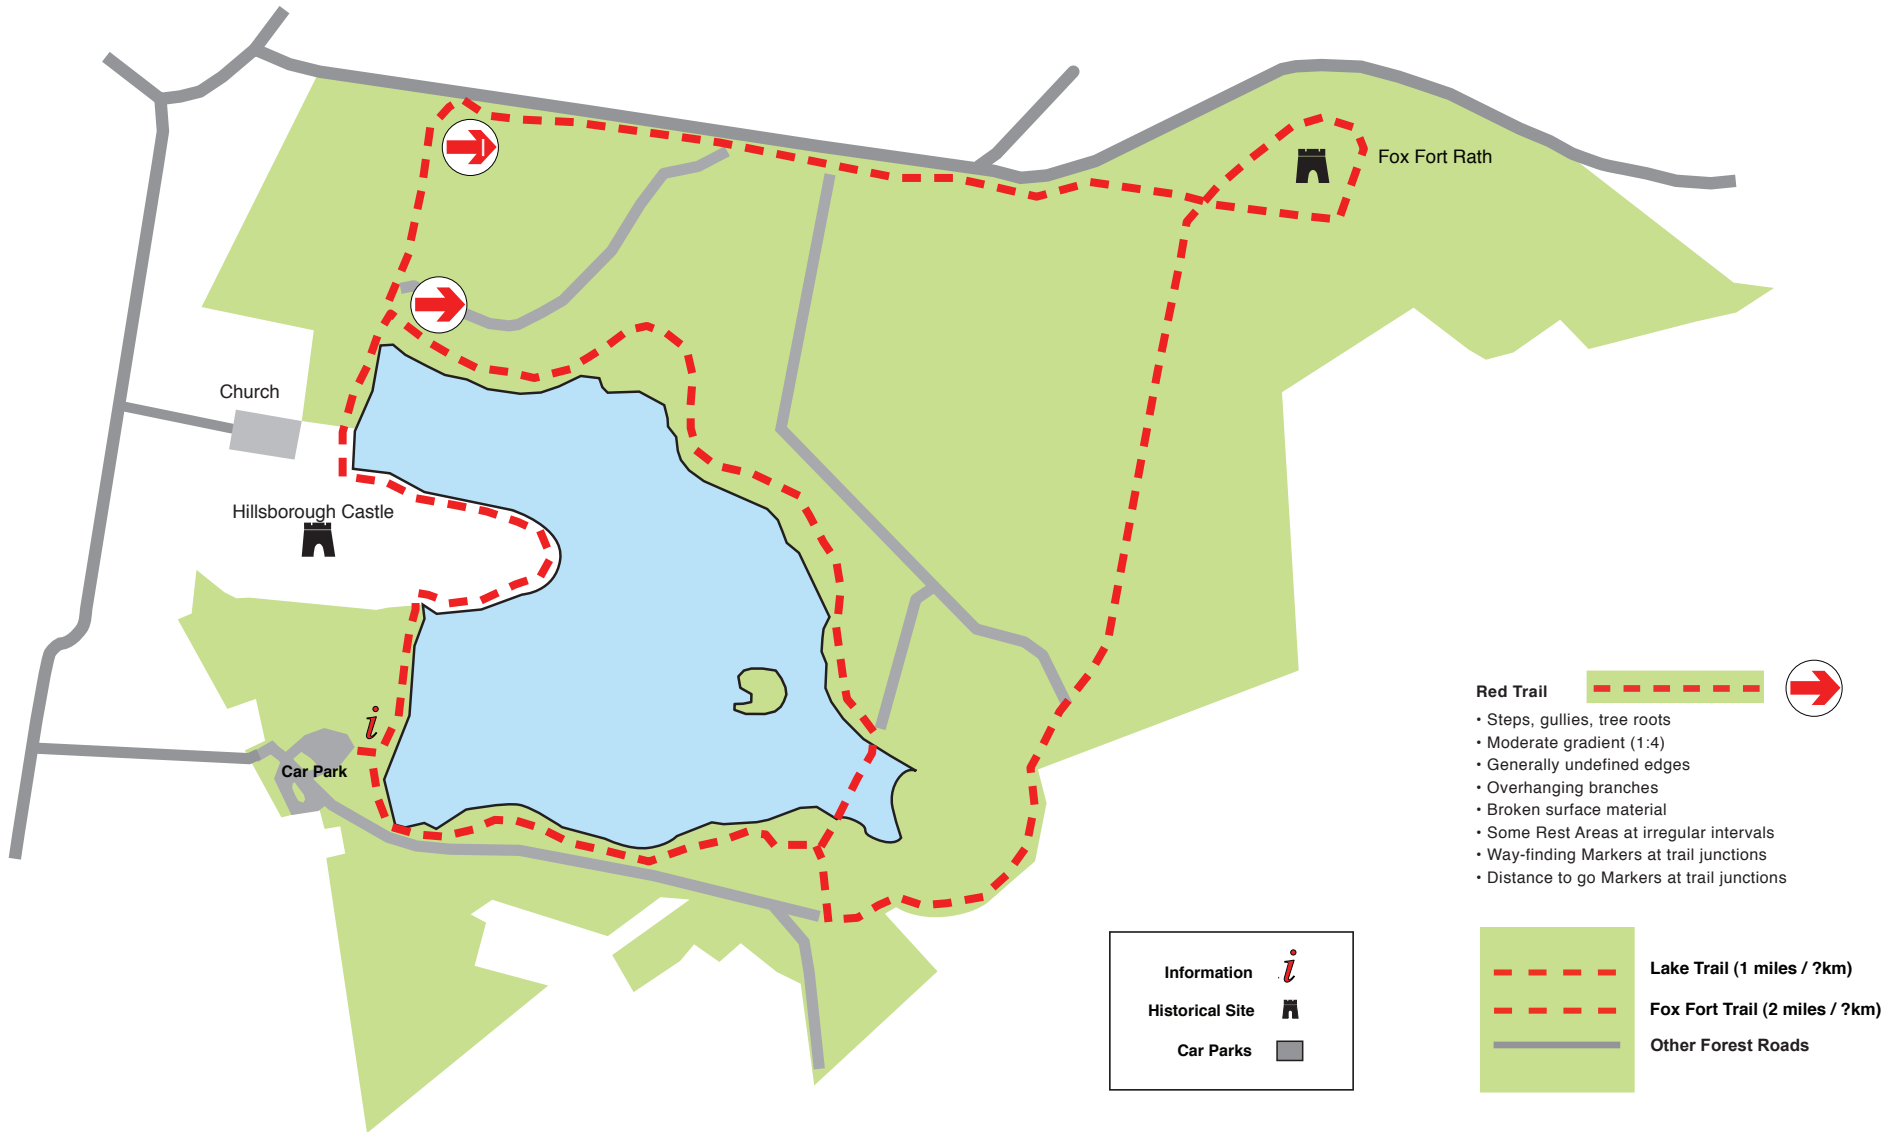 Fox Fort Rath
Church
Hillsborough Castle
i
Car Park
Red Trail
• Steps, gullies, tree roots
• Moderate gradient (1:4)
• Generally undefined edges
• Overhanging branches
• Broken surface material
• Some Rest Areas at irregular intervals
• Way-finding Markers at trail junctions
• Distance to go Markers at trail junctions
Information i
Historical Site
Car Parks
Lake Trail (1 miles / ?km)
Fox Fort Trail (2 miles / ?km)
Other Forest Roads